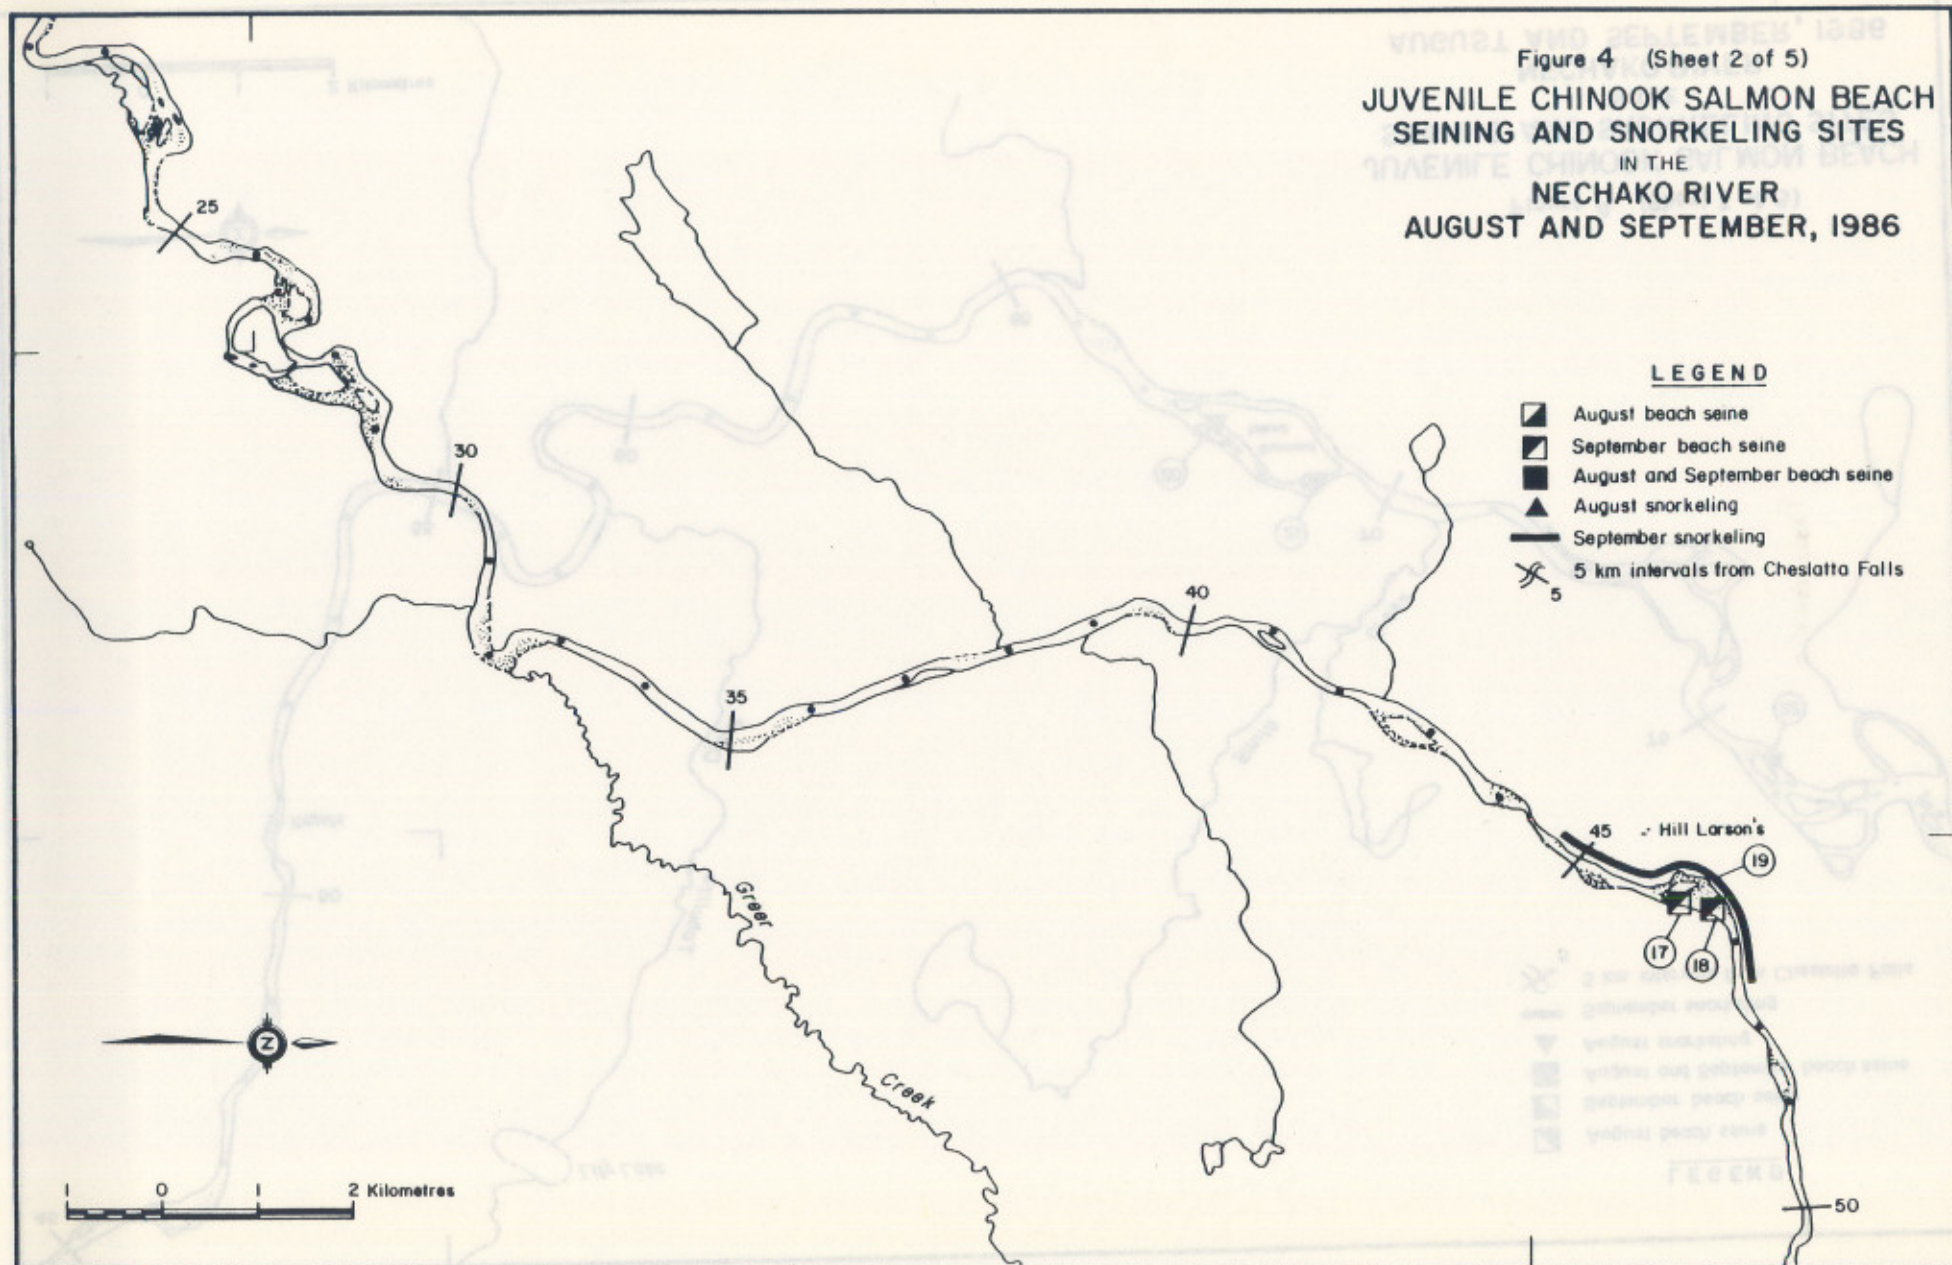 Figure 4 (Sheet 2 of 5)
JUVENILE CHINOOK SALMON BEACH
SEINING AND SNORKELING SITES
IN THE
NECHAKO RIVER
AUGUST AND SEPTEMBER, 1986
LEGEND
August beach seine
September beach seine
August and September beach seine
August snorkeling
September snorkeling
5 km intervals from Cheslatta Falls
5
25
30
35
40
45
Hill Larson's
19
17
18
50
Greer
Creek
Z
1 0 1 2 Kilometres